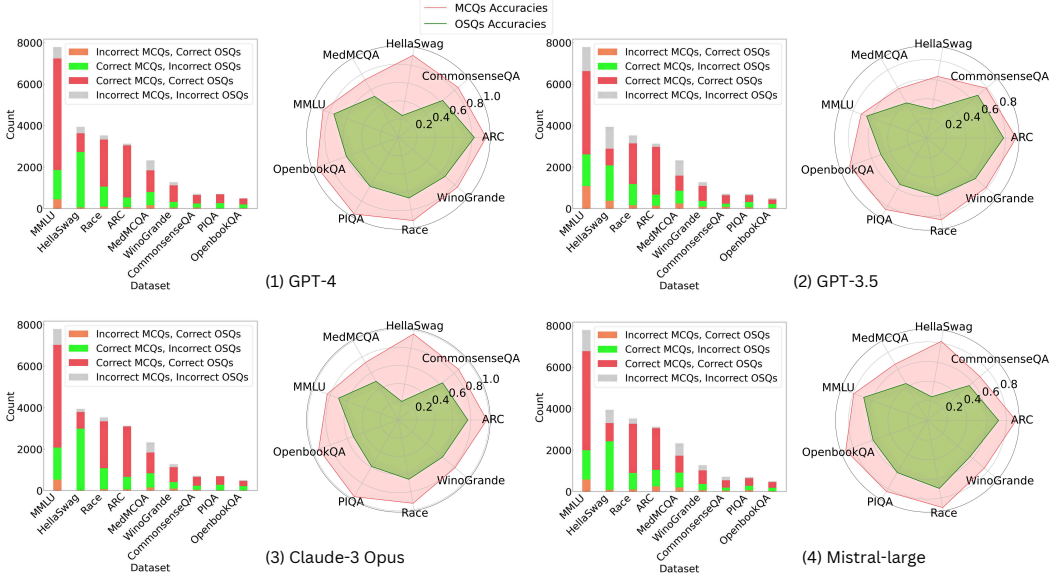 MCQs Accuracies
OSQs Accuracies
8000
6000
4000
2000
0
Count
Incorrect MCQs, Correct OSQs
Correct MCQs, Incorrect OSQs
Correct MCQs, Correct OSQs
Incorrect MCQs, Incorrect OSQs
MMLU
HellaSwag
Race
ARC
MedMCQA
WinoGrande
CommonsenseQA
PIQA
OpenbookQA
Dataset
HellaSwag
MedMCQA
CommonsenseQA
MMLU
1.0
0.8
0.6
0.4
0.2
ARC
OpenbookQA
WinoGrande
PIQA
Race
(1) GPT-4
8000
6000
4000
2000
0
Count
Incorrect MCQs, Correct OSQs
Correct MCQs, Incorrect OSQs
Correct MCQs, Correct OSQs
Incorrect MCQs, Incorrect OSQs
MMLU
HellaSwag
Race
ARC
MedMCQA
WinoGrande
CommonsenseQA
PIQA
OpenbookQA
Dataset
HellaSwag
MedMCQA
CommonsenseQA
MMLU
0.8
0.6
0.4
0.2
ARC
OpenbookQA
WinoGrande
PIQA
Race
(2) GPT-3.5
8000
6000
4000
2000
0
Count
Incorrect MCQs, Correct OSQs
Correct MCQs, Incorrect OSQs
Correct MCQs, Correct OSQs
Incorrect MCQs, Incorrect OSQs
MMLU
HellaSwag
Race
ARC
MedMCQA
WinoGrande
CommonsenseQA
PIQA
OpenbookQA
Dataset
HellaSwag
MedMCQA
CommonsenseQA
MMLU
1.0
0.8
0.6
0.4
0.2
ARC
OpenbookQA
WinoGrande
PIQA
Race
(3) Claude-3 Opus
8000
6000
4000
2000
0
Count
Incorrect MCQs, Correct OSQs
Correct MCQs, Incorrect OSQs
Correct MCQs, Correct OSQs
Incorrect MCQs, Incorrect OSQs
MMLU
HellaSwag
Race
ARC
MedMCQA
WinoGrande
CommonsenseQA
PIQA
OpenbookQA
Dataset
HellaSwag
MedMCQA
CommonsenseQA
MMLU
0.8
0.6
0.4
0.2
ARC
OpenbookQA
WinoGrande
PIQA
Race
(4) Mistral-large